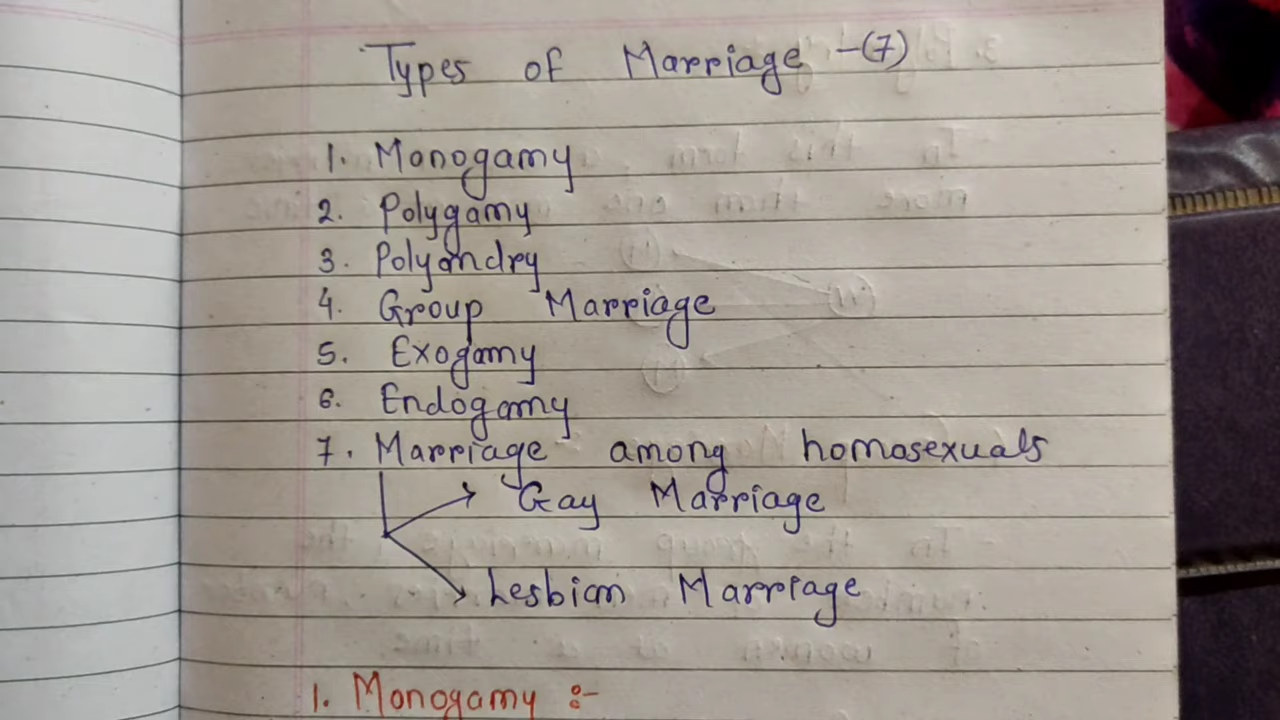 Types of Marriage -(7)
1. Monogamy
2. Polygamy
3. Polyandry
4. Group Marriage
5. Exogamy
6. Endogamy
7. Marriage among homosexuals
Gay Marriage
Lesbian Marriage
1. Monogamy :-